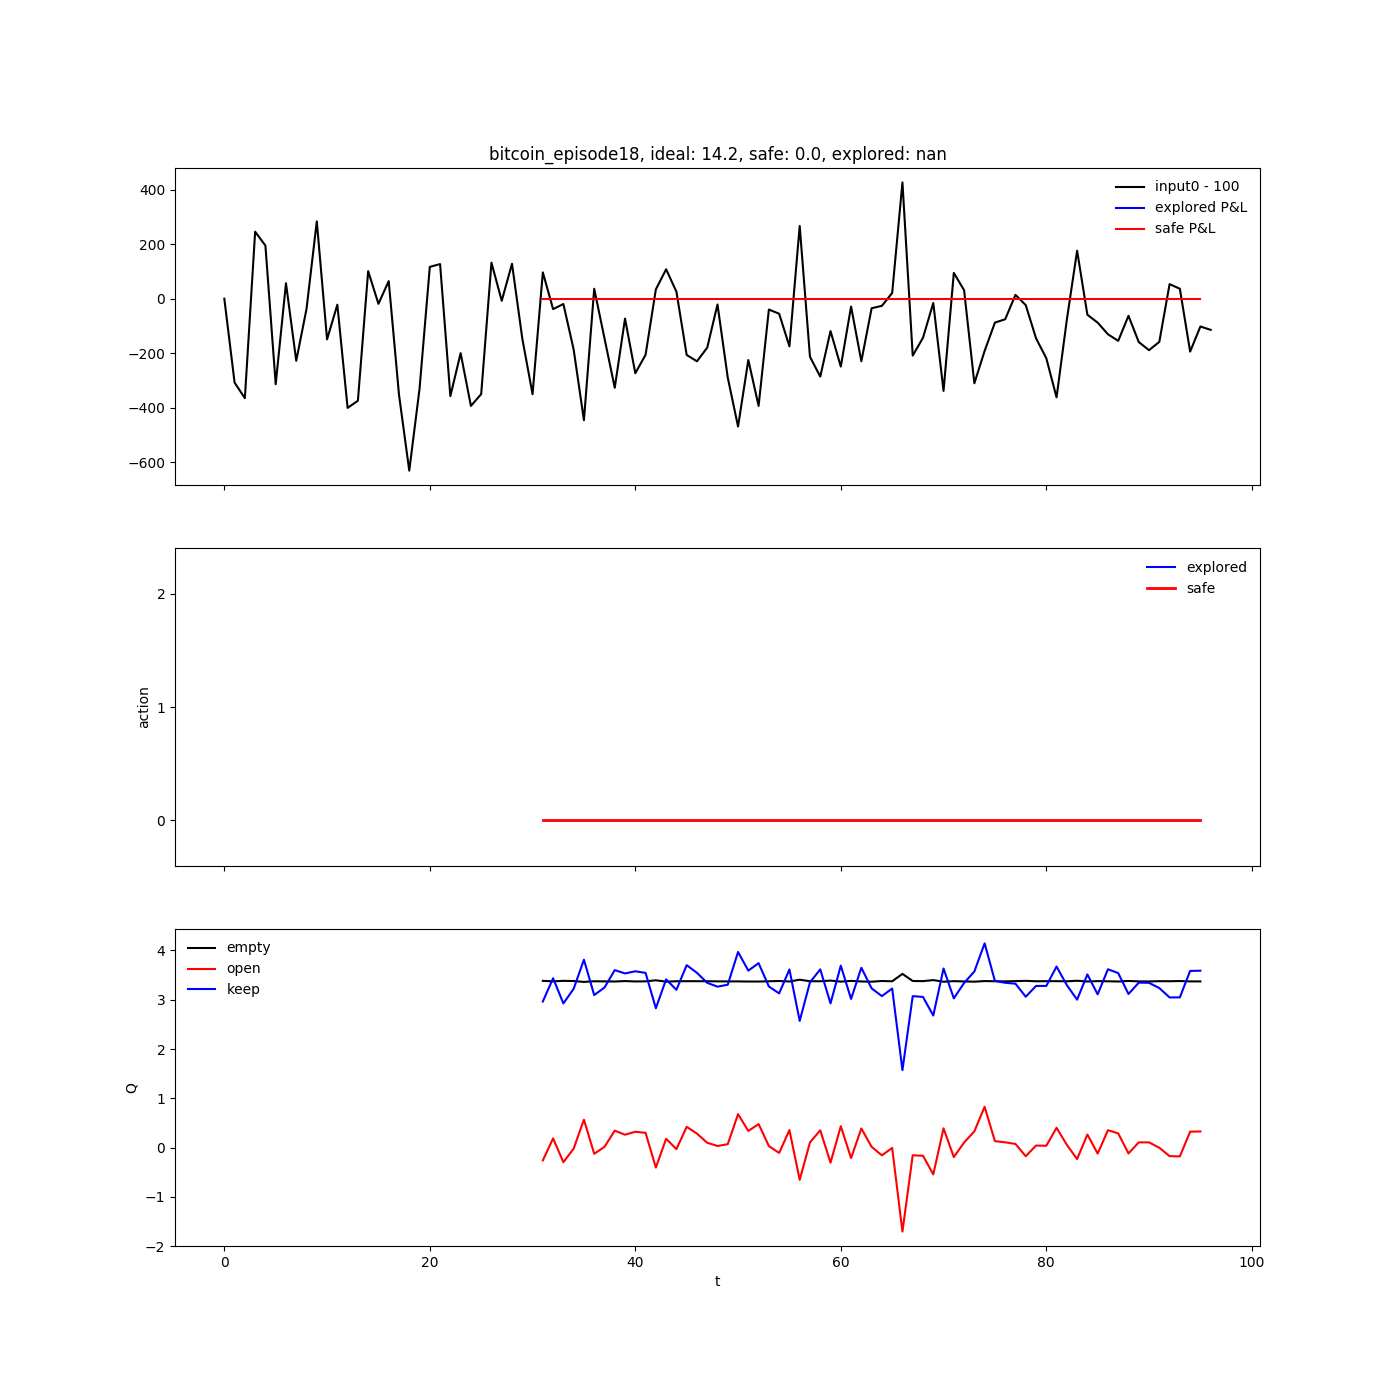 bitcoin_episode18, ideal: 14.2, safe: 0.0, explored: nan
400
200
0
−200
−400
−600
input0 - 100
explored P&L
safe P&L
action
2
1
0
explored
safe
Q
4
3
2
1
0
−1
−2
empty
open
keep
0
20
40
60
80
100
t